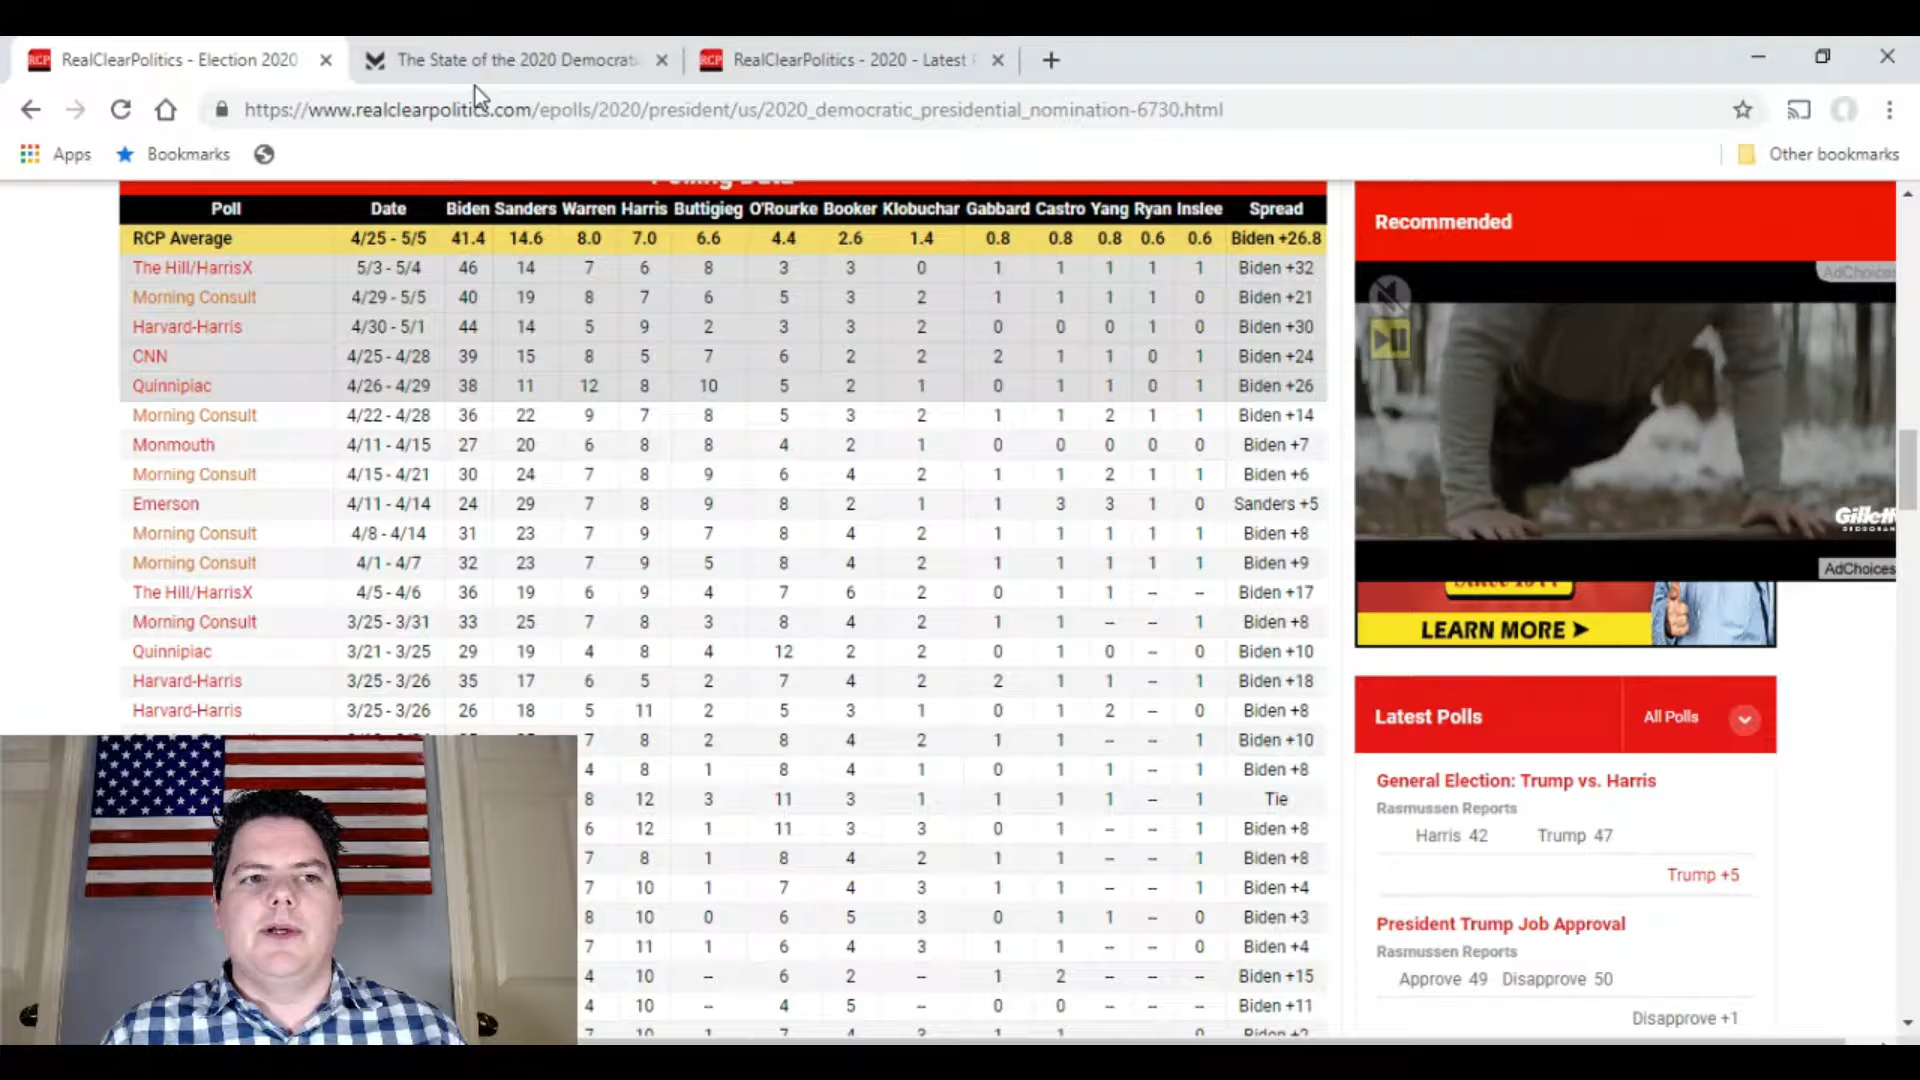 RCP RealClearPolitics - Election 2020
The State of the 2020 Democrat
RCP RealClearPolitics - 2020 - Latest
https://www.realclearpolitics.com/epolls/2020/president/us/2020_democratic_presidential_nomination-6730.html
Apps Bookmarks Other bookmarks
Polling Data
Poll Date Biden Sanders Warren Harris Buttigieg O'Rourke Booker Klobuchar Gabbard Castro Yang Ryan Inslee Spread
RCP Average 4/25 - 5/5 41.4 14.6 8.0 7.0 6.6 4.4 2.6 1.4 0.8 0.8 0.8 0.6 0.6 Biden +26.8
The Hill/HarrisX 5/3 - 5/4 46 14 7 6 8 3 3 0 1 1 1 1 1 Biden +32
Morning Consult 4/29 - 5/5 40 19 8 7 6 5 3 2 1 1 1 1 0 Biden +21
Harvard-Harris 4/30 - 5/1 44 14 5 9 2 3 3 2 0 0 0 1 0 Biden +30
CNN 4/25 - 4/28 39 15 8 5 7 6 2 2 2 1 1 0 1 Biden +24
Quinnipiac 4/26 - 4/29 38 11 12 8 10 5 2 1 0 1 1 0 1 Biden +26
Morning Consult 4/22 - 4/28 36 22 9 7 8 5 3 2 1 1 2 1 1 Biden +14
Monmouth 4/11 - 4/15 27 20 6 8 8 4 2 1 0 0 0 0 0 Biden +7
Morning Consult 4/15 - 4/21 30 24 7 8 9 6 4 2 1 1 2 1 1 Biden +6
Emerson 4/11 - 4/14 24 29 7 8 9 8 2 1 1 3 3 1 0 Sanders +5
Morning Consult 4/8 - 4/14 31 23 7 9 7 8 4 2 1 1 1 1 1 Biden +8
Morning Consult 4/1 - 4/7 32 23 7 9 5 8 4 2 1 1 1 1 1 Biden +9
The Hill/HarrisX 4/5 - 4/6 36 19 6 9 4 7 6 2 0 1 1 -- -- Biden +17
Morning Consult 3/25 - 3/31 33 25 7 8 3 8 4 2 1 1 -- -- 1 Biden +8
Quinnipiac 3/21 - 3/25 29 19 4 8 4 12 2 2 0 1 0 -- 0 Biden +10
Harvard-Harris 3/25 - 3/26 35 17 6 5 2 7 4 2 2 1 1 -- 1 Biden +18
Harvard-Harris 3/25 - 3/26 26 18 5 11 2 5 3 1 0 1 2 -- 0 Biden +8
7 8 2 8 4 2 1 1 -- -- 1 Biden +10
4 8 1 8 4 1 0 1 1 -- 1 Biden +8
8 12 3 11 3 1 1 1 1 -- 1 Tie
6 12 1 11 3 3 0 1 -- -- 1 Biden +8
7 8 1 8 4 2 1 1 -- -- 1 Biden +8
7 10 1 7 4 3 1 1 -- -- 1 Biden +4
8 10 0 6 5 3 0 1 1 -- 0 Biden +3
7 11 1 6 4 3 1 1 -- -- 0 Biden +4
4 10 -- 6 2 -- 1 2 -- -- -- Biden +15
4 10 -- 4 5 -- 0 0 -- -- -- Biden +11
7 10 1 7 4 3 1 1 -- -- 0 Biden +2
Recommended
AdChoices
Gillette
AdChoices
LEARN MORE
Latest Polls All Polls
General Election: Trump vs. Harris
Rasmussen Reports
Harris 42 Trump 47
Trump +5
President Trump Job Approval
Rasmussen Reports
Approve 49 Disapprove 50
Disapprove +1